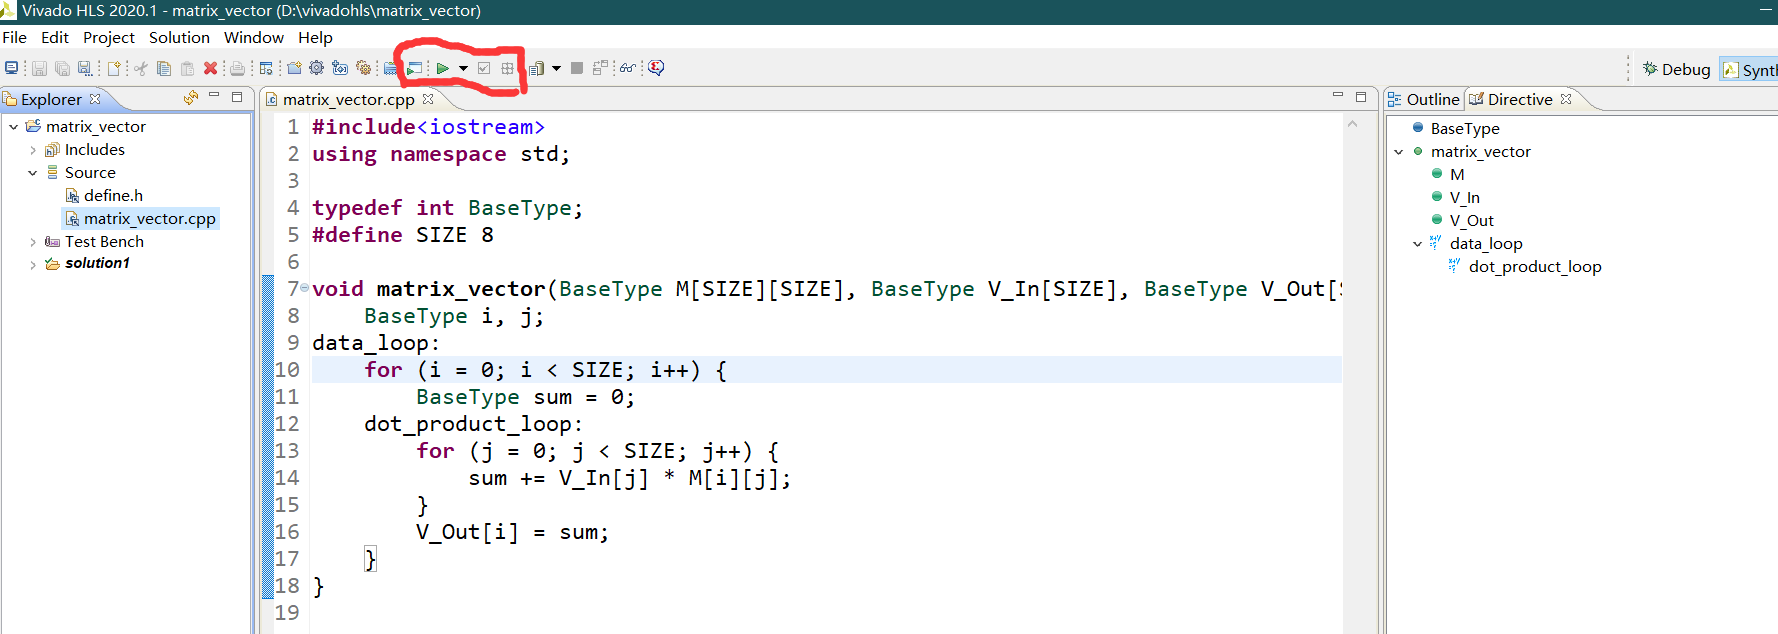 Vivado HLS 2020.1 - matrix_vector (D:\vivadohls\matrix_vector)
File Edit Project Solution Window Help
Debug Synth
Explorer
matrix_vector
Includes
Source
define.h
matrix_vector.cpp
Test Bench
solution1
matrix_vector.cpp
1 #include<iostream>
2 using namespace std;
3
4 typedef int BaseType;
5 #define SIZE 8
6
7 void matrix_vector(BaseType M[SIZE][SIZE], BaseType V_In[SIZE], BaseType V_Out[S
8 BaseType i, j;
9 data_loop:
10 for (i = 0; i < SIZE; i++) {
11 BaseType sum = 0;
12 dot_product_loop:
13 for (j = 0; j < SIZE; j++) {
14 sum += V_In[j] * M[i][j];
15 }
16 V_Out[i] = sum;
17 }
18 }
19
Outline Directive
BaseType
matrix_vector
M
V_In
V_Out
data_loop
dot_product_loop